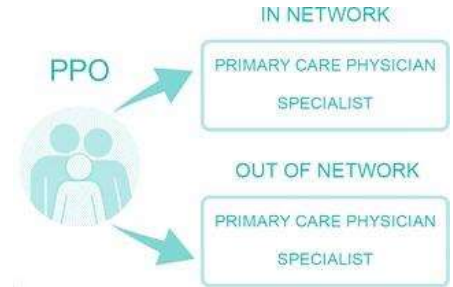 IN NETWORK
PPO
PRIMARY CARE PHYSICIAN
SPECIALIST
OUT OF NETWORK
PRIMARY CARE PHYSICIAN
SPECIALIST